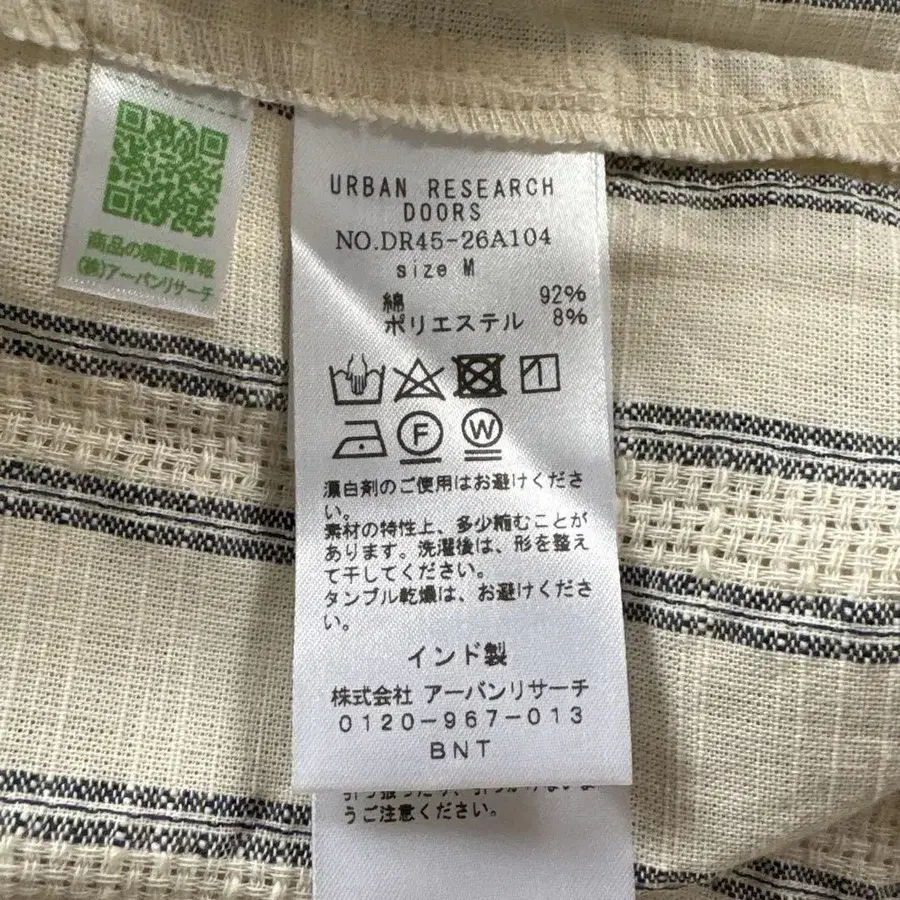 商品の関連情報
(株)アーバンリサーチ
URBAN RESEARCH
DOORS
NO.DR45-26A104
size M
綿 92%
ポリエステル 8%
F W
漂白剤のご使用はお避けくださ
い。
素材の特性上、多少縮むことが
あります。洗濯後は、形を整え
て干してください。
タンブル乾燥は、お避けくださ
い。
インド製
株式会社 アーバンリサーチ
0120-967-013
BNT
うご注意ください。